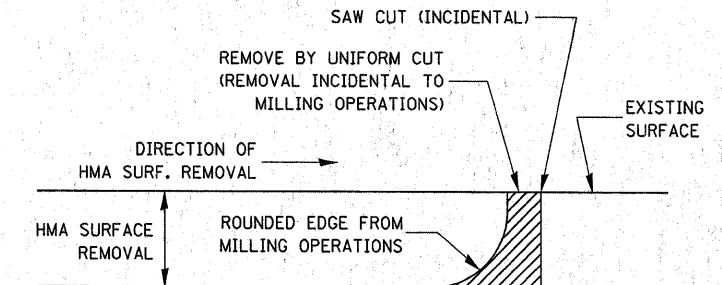 SAW CUT (INCIDENTAL)
REMOVE BY UNIFORM CUT
(REMOVAL INCIDENTAL TO
MILLING OPERATIONS)
EXISTING
SURFACE
DIRECTION OF
HMA SURF. REMOVAL
HMA SURFACE
REMOVAL
ROUNDED EDGE FROM
MILLING OPERATIONS